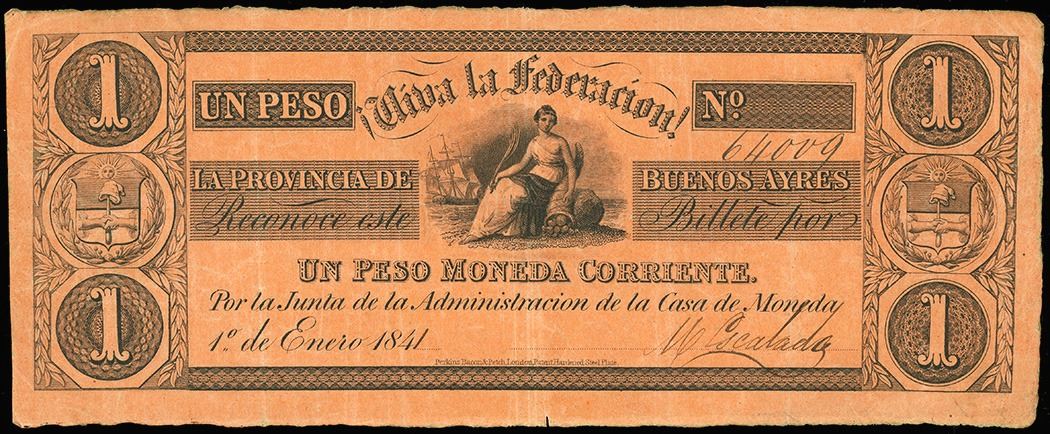 1 1
¡Viva la Federacion!
UN PESO Nº
64009
LA PROVINCIA DE BUENOS AYRES
Reconoce este Billete por
UN PESO MONEDA CORRIENTE.
Por la Junta de la Administracion de la Casa de Moneda
1º de Enero 1841 M Escalada
1 1
Perkins Bacon & Petch, London, Patent Hardened Steel Plate.